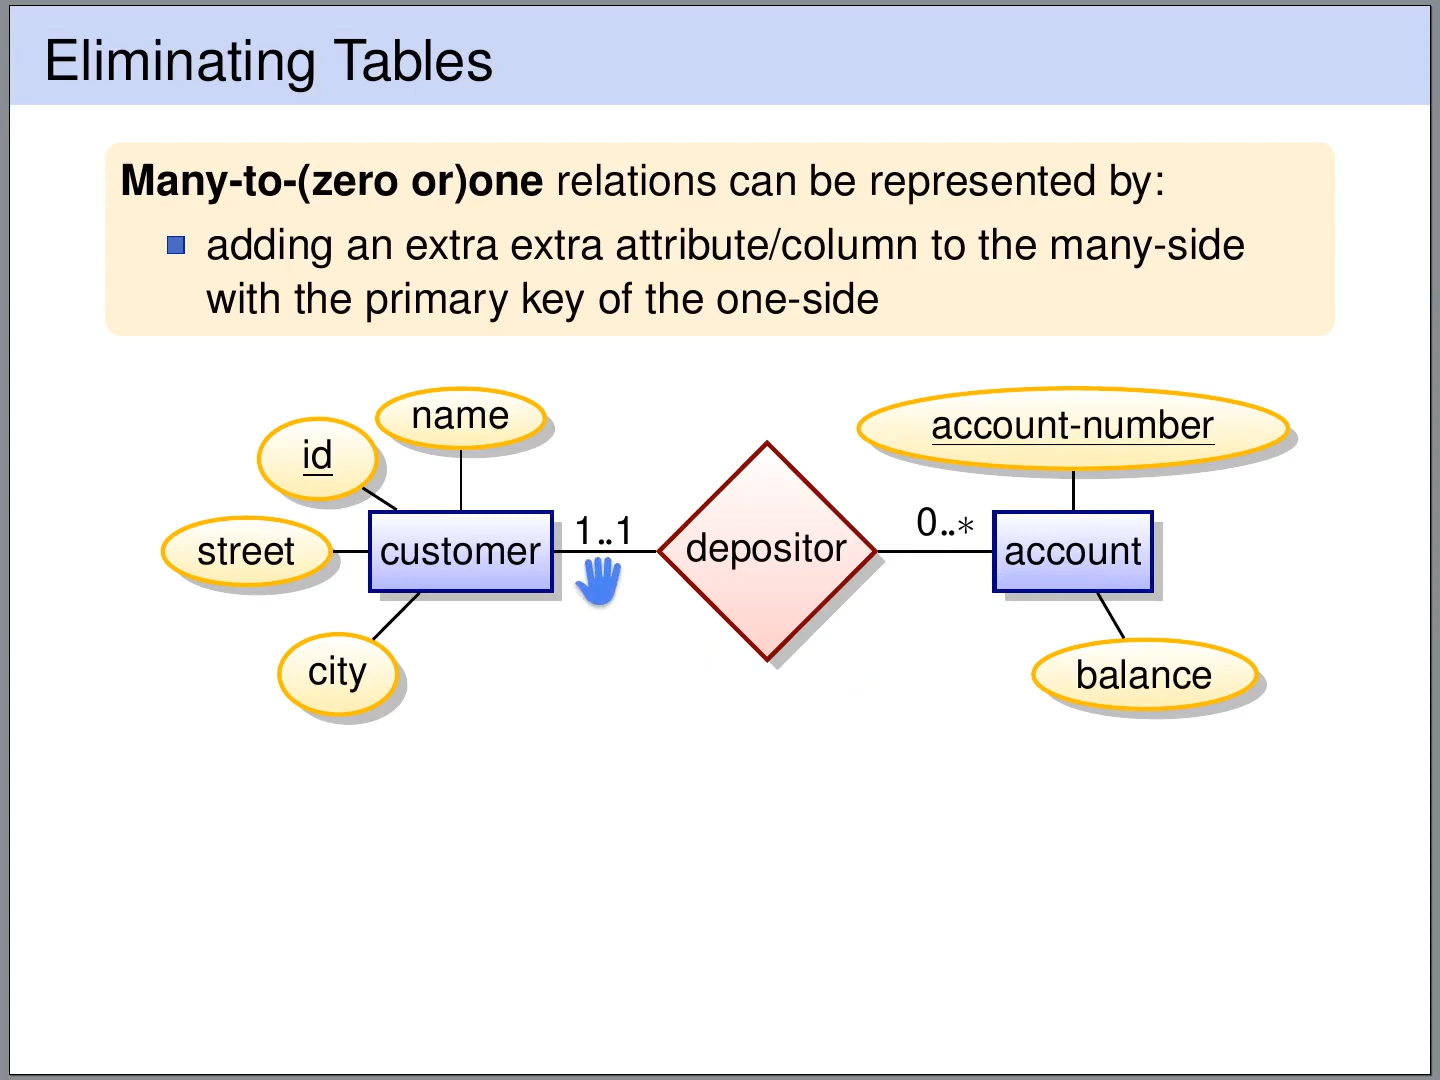 Eliminating Tables
Many-to-(zero or)one relations can be represented by:
adding an extra extra attribute/column to the many-side
with the primary key of the one-side
name
account-number
id
1..1
0..*
street
customer
depositor
account
city
balance